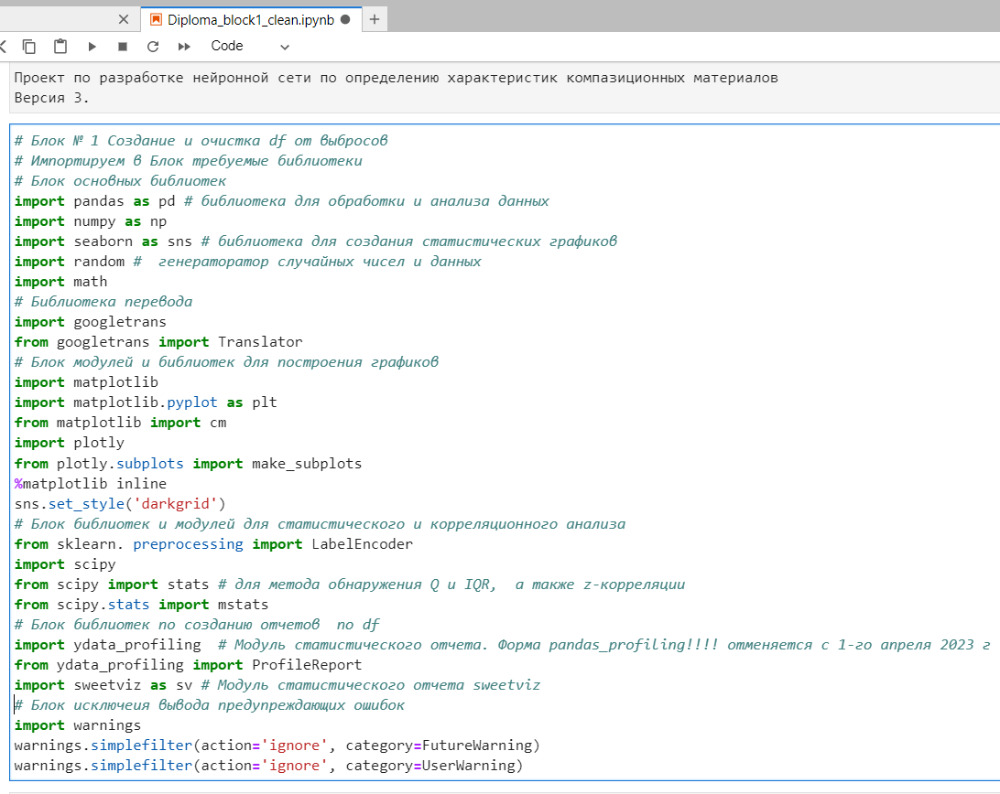 Diploma_block1_clean.ipynb
Code
Проект по разработке нейронной сети по определению характеристик компазиционных материалов
Версия 3.
# Блок № 1 Создание и очистка df от выбросов
# Импортируем в Блок требуемые библиотеки
# Блок основных библиотек
import pandas as pd # библиотека для обработки и анализа данных
import numpy as np
import seaborn as sns # библиотека для создания статистических графиков
import random #  генераторатор случайных чисел и данных
import math
# Библиотека перевода
import googletrans
from googletrans import Translator
# Блок модулей и библиотек для построения графиков
import matplotlib
import matplotlib.pyplot as plt
from matplotlib import cm
import plotly
from plotly.subplots import make_subplots
%matplotlib inline
sns.set_style('darkgrid')
# Блок библиотек и модулей для статистического и корреляционного анализа
from sklearn. preprocessing import LabelEncoder
import scipy
from scipy import stats # для метода обнаружения Q и IQR,  а также z-корреляции
from scipy.stats import mstats
# Блок библиотек по созданию отчетов  по df
import ydata_profiling  # Модуль статистического отчета. Форма pandas_profiling!!!! отменяется с 1-го апреля 2023 г
from ydata_profiling import ProfileReport
import sweetviz as sv # Модуль статистического отчета sweetviz
# Блок исключеия вывода предупреждающих ошибок
import warnings
warnings.simplefilter(action='ignore', category=FutureWarning)
warnings.simplefilter(action='ignore', category=UserWarning)